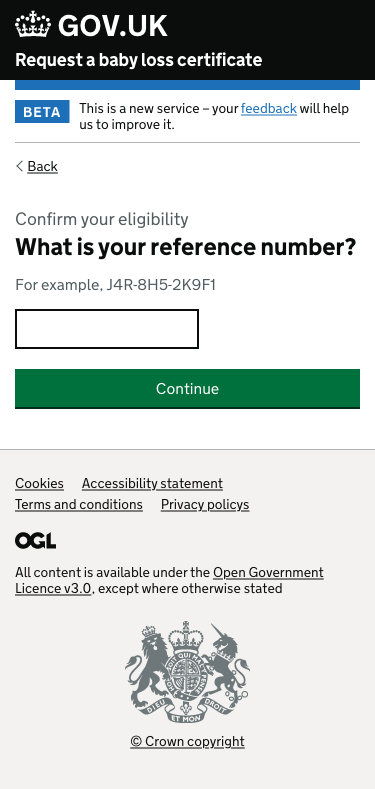 GOV.UK
Request a baby loss certificate
BETA
This is a new service – your feedback will help
us to improve it.
Back
Confirm your eligibility
What is your reference number?
For example, J4R-8H5-2K9F1
Continue
Cookies Accessibility statement
Terms and conditions Privacy policys
OGL
All content is available under the Open Government
Licence v3.0, except where otherwise stated
DIEU ET MON
© Crown copyright